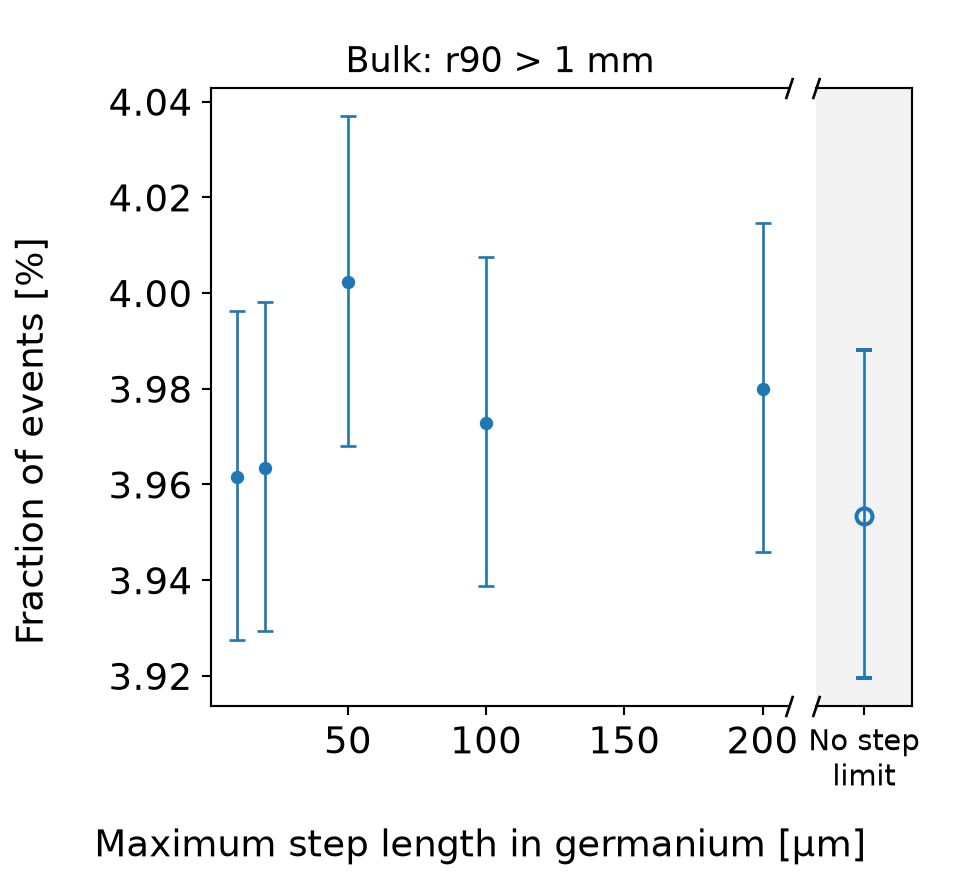 Bulk: r90 > 1 mm
4.04
4.02
4.00
3.98
3.96
3.94
3.92
Fraction of events [%]
50 100 150 200 No step
limit
Maximum step length in germanium [μm]